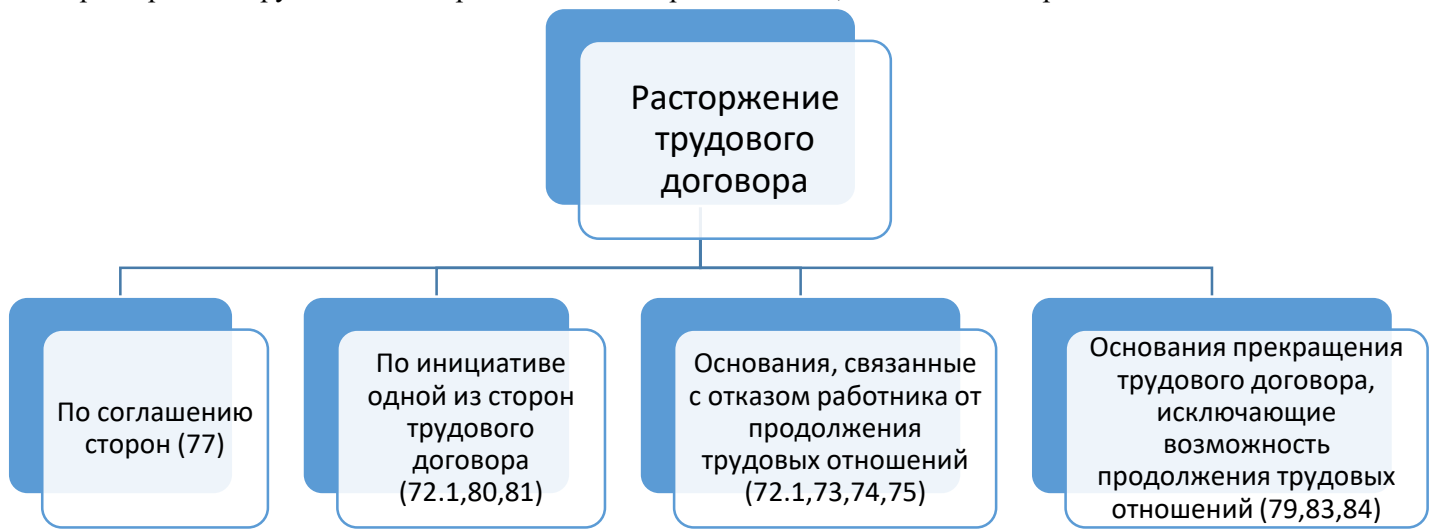 Расторжение
трудового
договора
По соглашению
сторон (77)
По инициативе
одной из сторон
трудового
договора
(72.1,80,81)
Основания, связанные
с отказом работника от
продолжения
трудовых отношений
(72.1,73,74,75)
Основания прекращения
трудового договора,
исключающие
возможность
продолжения трудовых
отношений (79,83,84)